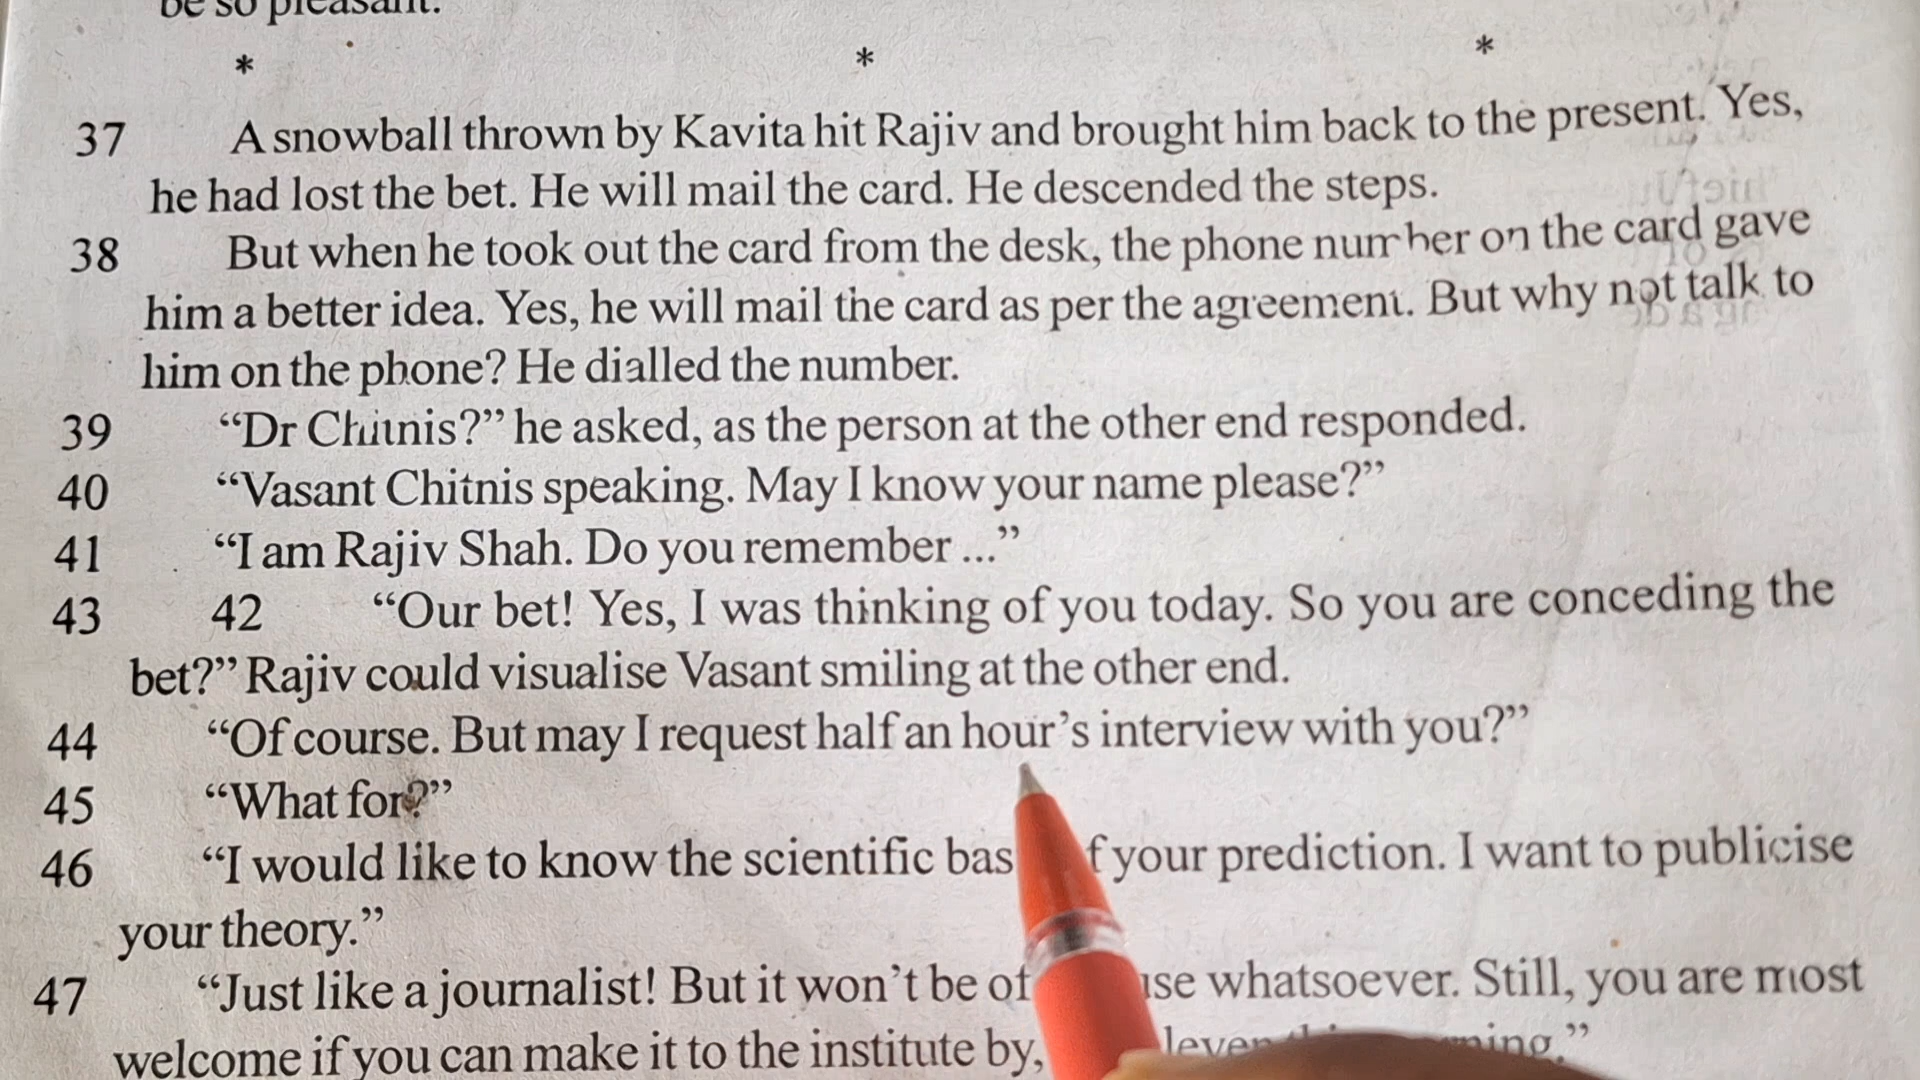 be so pleasant.
* * *
37 A snowball thrown by Kavita hit Rajiv and brought him back to the present. Yes,
he had lost the bet. He will mail the card. He descended the steps.
38 But when he took out the card from the desk, the phone number on the card gave
him a better idea. Yes, he will mail the card as per the agreement. But why not talk to
him on the phone? He dialled the number.
39 “Dr Chitnis?” he asked, as the person at the other end responded.
40 “Vasant Chitnis speaking. May I know your name please?”
41 “I am Rajiv Shah. Do you remember ...”
43 42 “Our bet! Yes, I was thinking of you today. So you are conceding the
bet?” Rajiv could visualise Vasant smiling at the other end.
44 “Of course. But may I request half an hour’s interview with you?”
45 “What for?”
46 “I would like to know the scientific bas f your prediction. I want to publicise
your theory.”
47 “Just like a journalist! But it won’t be of use whatsoever. Still, you are most
welcome if you can make it to the institute by,